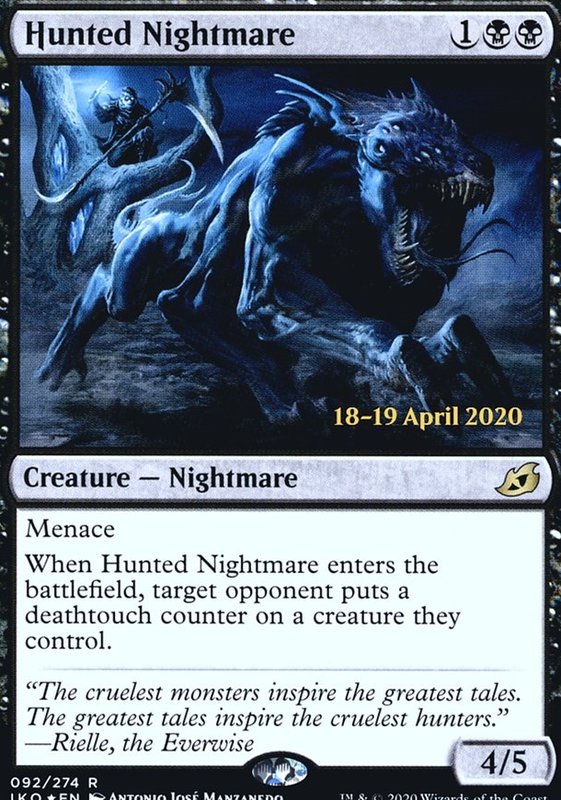 Hunted Nightmare 1
18–19 April 2020
Creature — Nightmare
Menace
When Hunted Nightmare enters the
battlefield, target opponent puts a
deathtouch counter on a creature they
control.
“The cruelest monsters inspire the greatest tales.
The greatest tales inspire the cruelest hunters.”
—Rielle, the Everwise
4/5
092/274 R
IKO ★ EN Antonio José Manzanedo
™ & © 2020 Wizards of the Coast